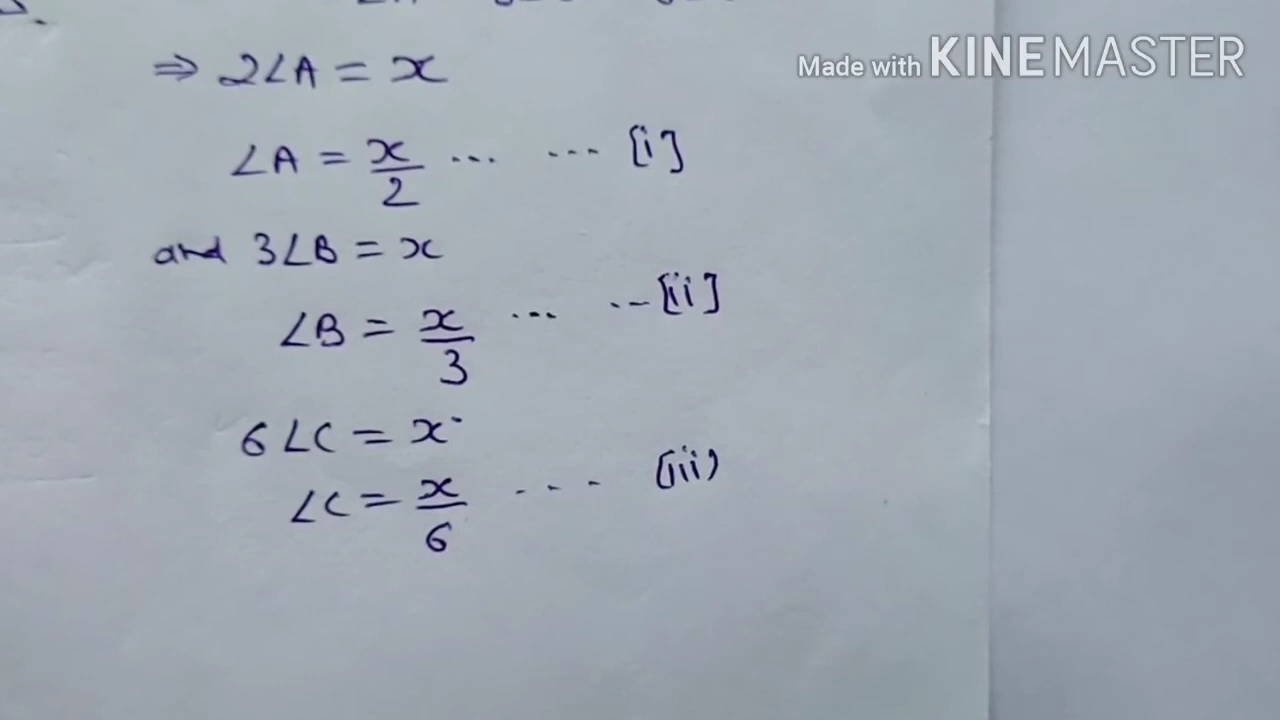 ⇒ 2∠A = x
Made with KINEMASTER
∠A = x/2 ... ... [i]
and 3∠B = x
∠B = x/3 ... ... [ii]
6∠C = x
∠C = x/6 .... (iii)